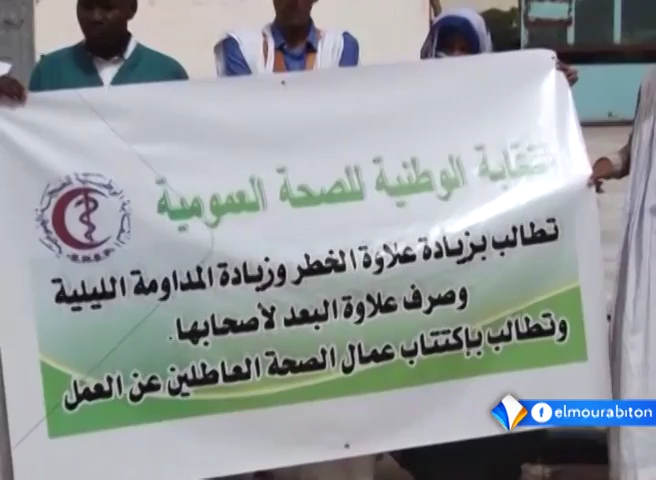 النقابة الوطنية للصحة العمومية
تطالب بزيادة علاوة الخطر وزيادة المداومة الليلية
وصرف علاوة البعد لأصحابها.
وتطالب بإكتتاب عمال الصحة العاطلين عن العمل
elmourabiton